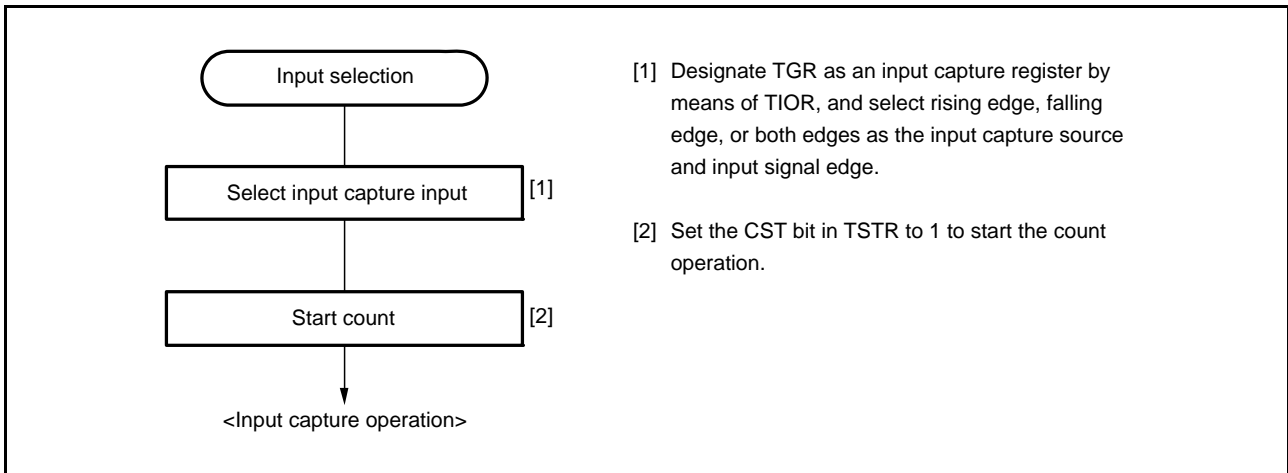 Input selection
Select input capture input
[1]
Start count
[2]
<Input capture operation>
[1] Designate TGR as an input capture register by
means of TIOR, and select rising edge, falling
edge, or both edges as the input capture source
and input signal edge.
[2] Set the CST bit in TSTR to 1 to start the count
operation.